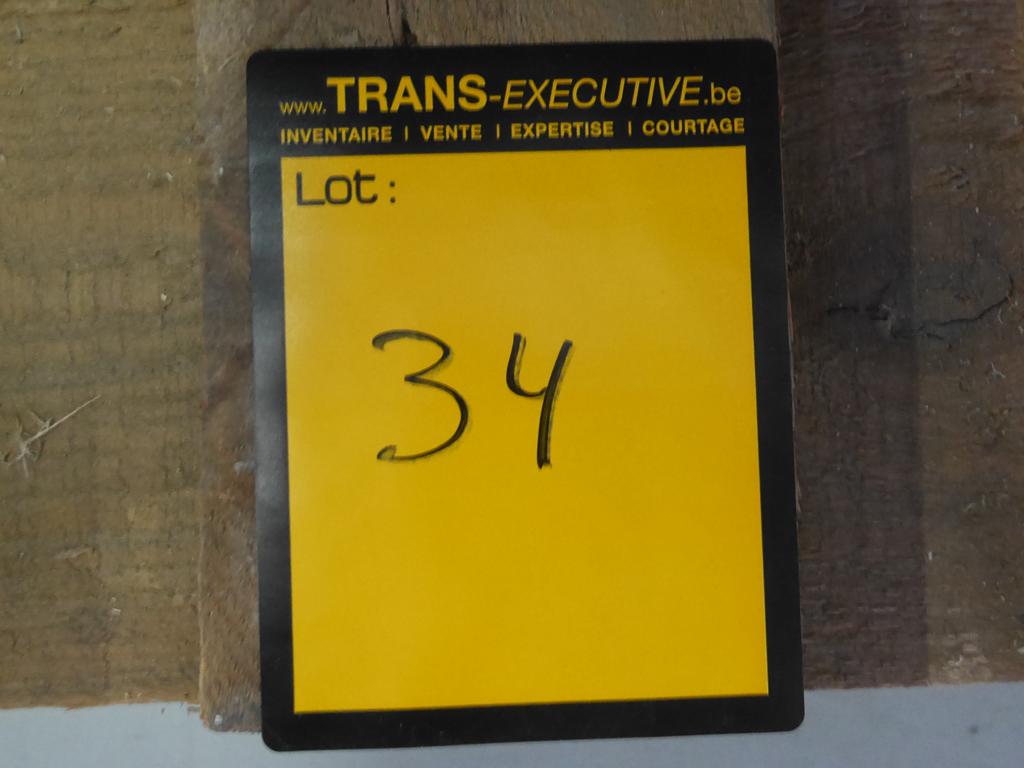 www.TRANS-EXECUTIVE.be
INVENTAIRE | VENTE | EXPERTISE | COURTAGE
Lot :
34